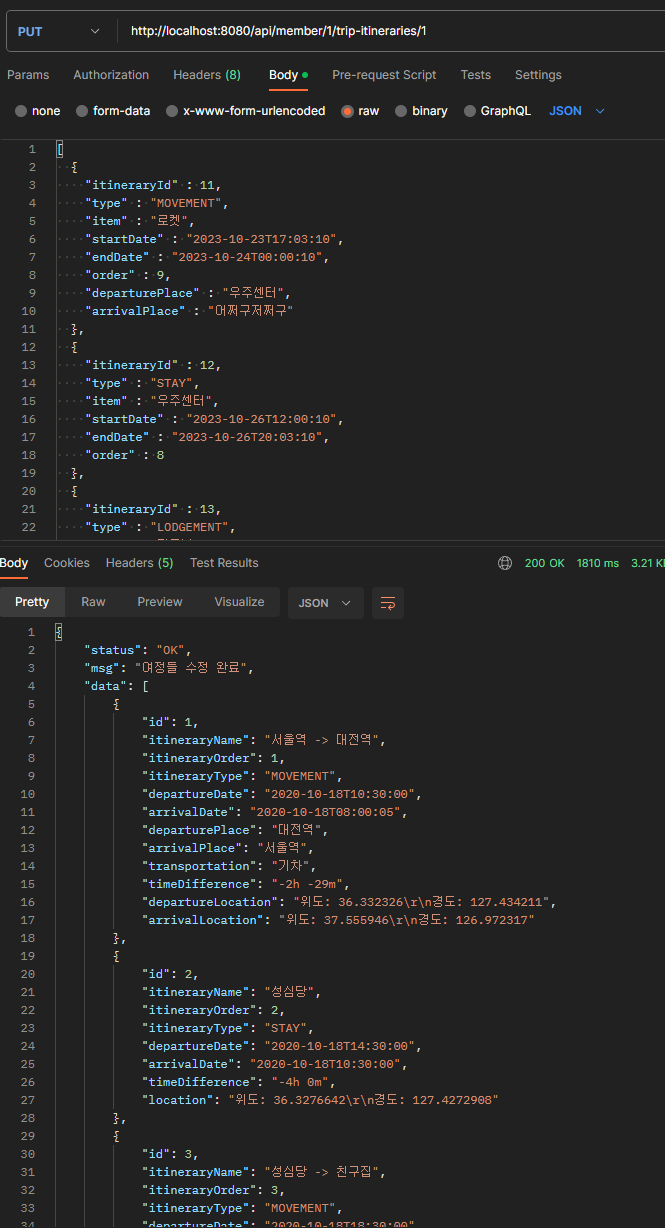 PUT http://localhost:8080/api/member/1/trip-itineraries/1
Params Authorization Headers (8) Body Pre-request Script Tests Settings
none form-data x-www-form-urlencoded raw binary GraphQL JSON
1 [
2 {
3 "itineraryId" : 11,
4 "type" : "MOVEMENT",
5 "item" : "로켓",
6 "startDate" : "2023-10-23T17:03:10",
7 "endDate" : "2023-10-24T00:00:10",
8 "order" : 9,
9 "departurePlace" : "우주센터",
10 "arrivalPlace" : "어쩌구저쩌구"
11 },
12 {
13 "itineraryId" : 12,
14 "type" : "STAY",
15 "item" : "우주센터",
16 "startDate" : "2023-10-26T12:00:10",
17 "endDate" : "2023-10-26T20:03:10",
18 "order" : 8
19 },
20 {
21 "itineraryId" : 13,
22 "type" : "LODGEMENT",
Body Cookies Headers (5) Test Results 200 OK 1810 ms 3.21
Pretty Raw Preview Visualize JSON
1 {
2 "status": "OK",
3 "msg": "여정들 수정 완료",
4 "data": [
5 {
6 "id": 1,
7 "itineraryName": "서울역 -> 대전역",
8 "itineraryOrder": 1,
9 "itineraryType": "MOVEMENT",
10 "departureDate": "2020-10-18T10:30:00",
11 "arrivalDate": "2020-10-18T08:00:05",
12 "departurePlace": "대전역",
13 "arrivalPlace": "서울역",
14 "transportation": "기차",
15 "timeDifference": "-2h -29m",
16 "departureLocation": "위도: 36.332326\r\n경도: 127.434211",
17 "arrivalLocation": "위도: 37.555946\r\n경도: 126.972317"
18 },
19 {
20 "id": 2,
21 "itineraryName": "성심당",
22 "itineraryOrder": 2,
23 "itineraryType": "STAY",
24 "departureDate": "2020-10-18T14:30:00",
25 "arrivalDate": "2020-10-18T10:30:00",
26 "timeDifference": "-4h 0m",
27 "location": "위도: 36.3276642\r\n경도: 127.4272908"
28 },
29 {
30 "id": 3,
31 "itineraryName": "성심당 -> 친구집",
32 "itineraryOrder": 3,
33 "itineraryType": "MOVEMENT",
34 "departureDate": "2020-10-18T18:30:00",